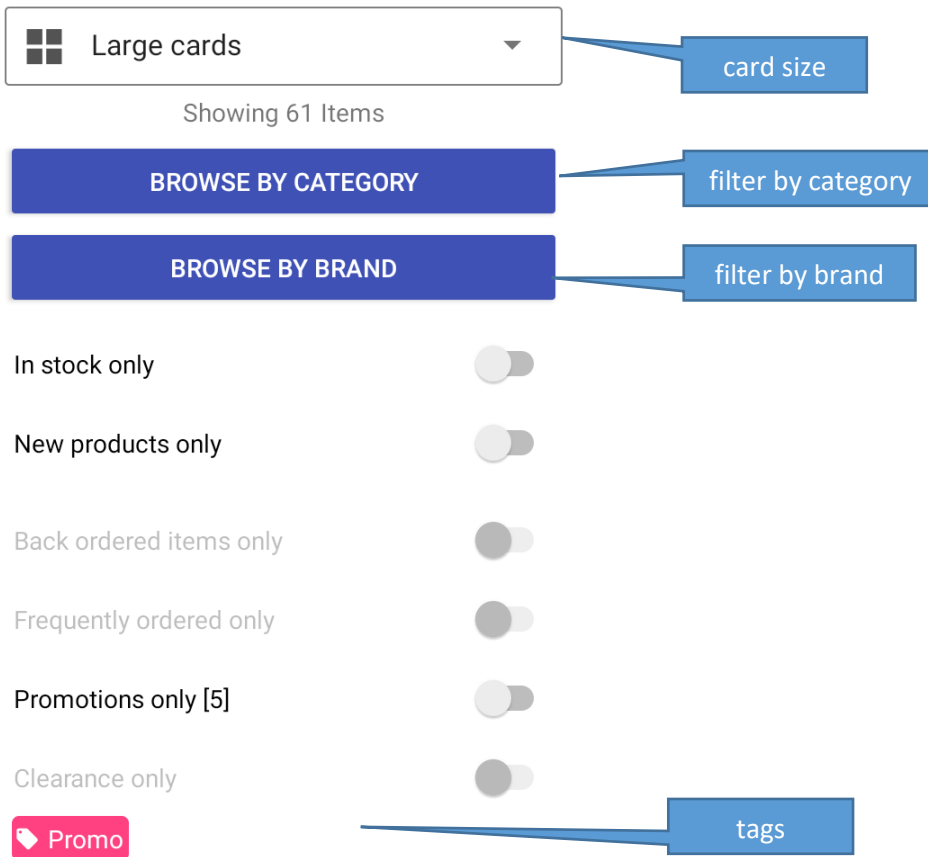 Large cards
card size
Showing 61 Items
BROWSE BY CATEGORY
filter by category
BROWSE BY BRAND
filter by brand
In stock only
New products only
Back ordered items only
Frequently ordered only
Promotions only [5]
Clearance only
Promo
tags